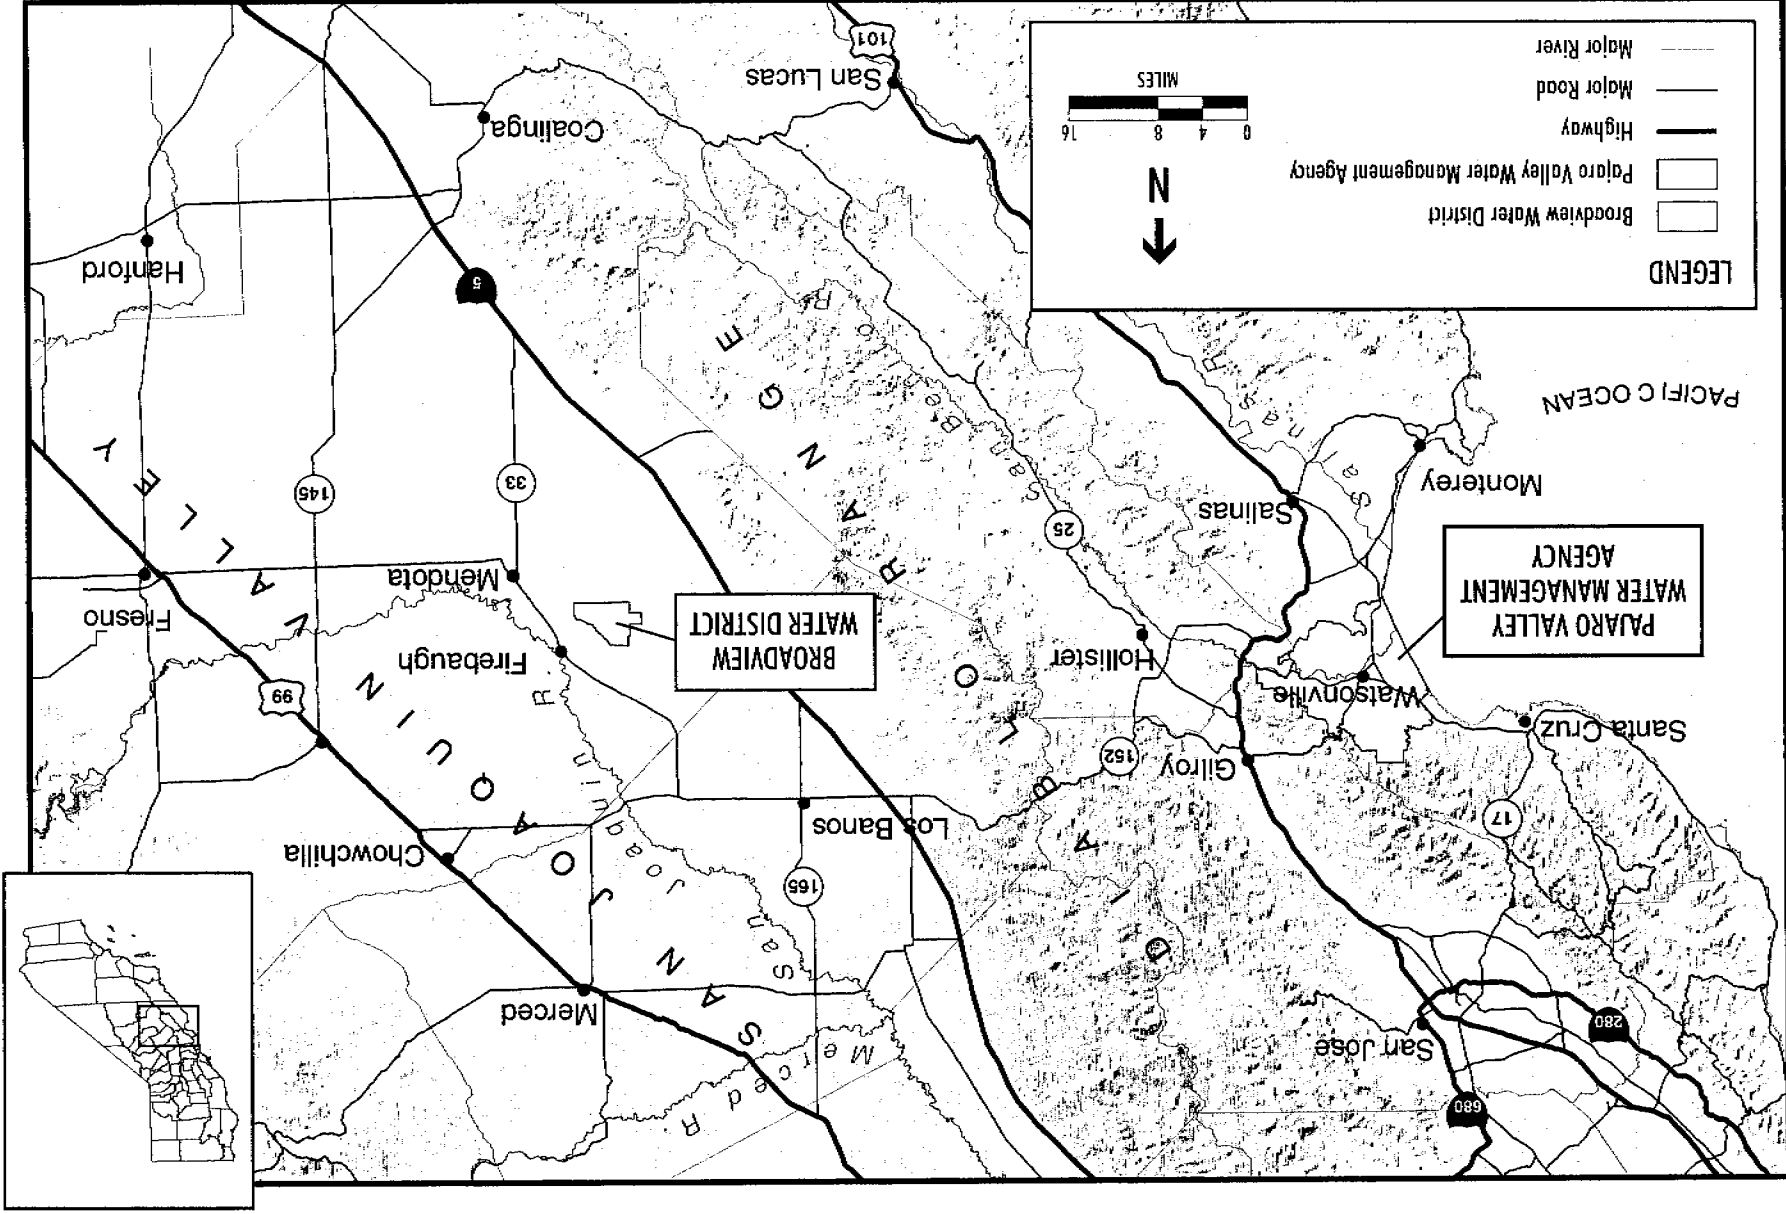 680
280
San Jose
17
Santa Cruz
Gilroy
152
Watsonville
Hollister
PAJARO VALLEY
WATER MANAGEMENT
AGENCY
Monterey
Salinas
25
PACIFIC OCEAN
Salinas R
San Benito R
DIABLO RANGE
Merced R
Merced
SAN JOAQUIN VALLEY
San Joaquin R.
165
Los Banos
Chowchilla
99
Firebaugh
BROADVIEW
WATER DISTRICT
Mendota
Fresno
33
145
5
Hanford
Coalinga
San Lucas
101
LEGEND
Broadview Water District
Pajaro Valley Water Management Agency
Highway
Major Road
Major River
N
0 4 8 16
MILES